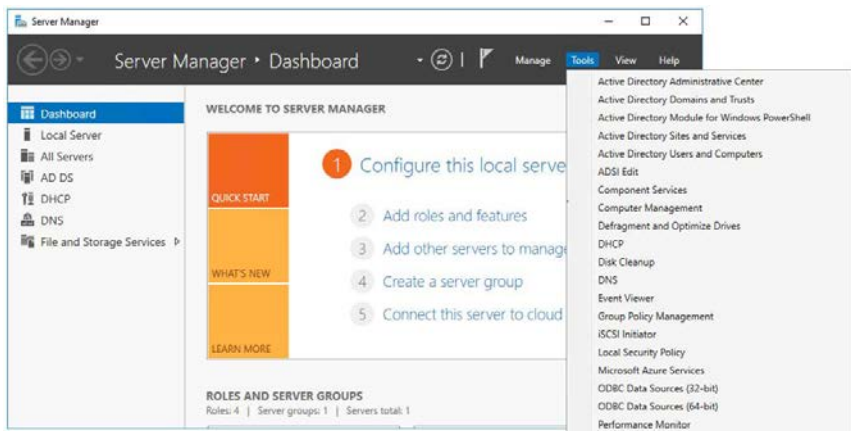 Server Manager
Server Manager • Dashboard
Manage Tools View Help
Dashboard
Local Server
All Servers
AD DS
DHCP
DNS
File and Storage Services
WELCOME TO SERVER MANAGER
QUICK START
WHAT'S NEW
LEARN MORE
1 Configure this local serve
2 Add roles and features
3 Add other servers to manage
4 Create a server group
5 Connect this server to cloud
ROLES AND SERVER GROUPS
Roles: 4 | Server groups: 1 | Servers total: 1
Active Directory Administrative Center
Active Directory Domains and Trusts
Active Directory Module for Windows PowerShell
Active Directory Sites and Services
Active Directory Users and Computers
ADSI Edit
Component Services
Computer Management
Defragment and Optimize Drives
DHCP
Disk Cleanup
DNS
Event Viewer
Group Policy Management
iSCSI Initiator
Local Security Policy
Microsoft Azure Services
ODBC Data Sources (32-bit)
ODBC Data Sources (64-bit)
Performance Monitor